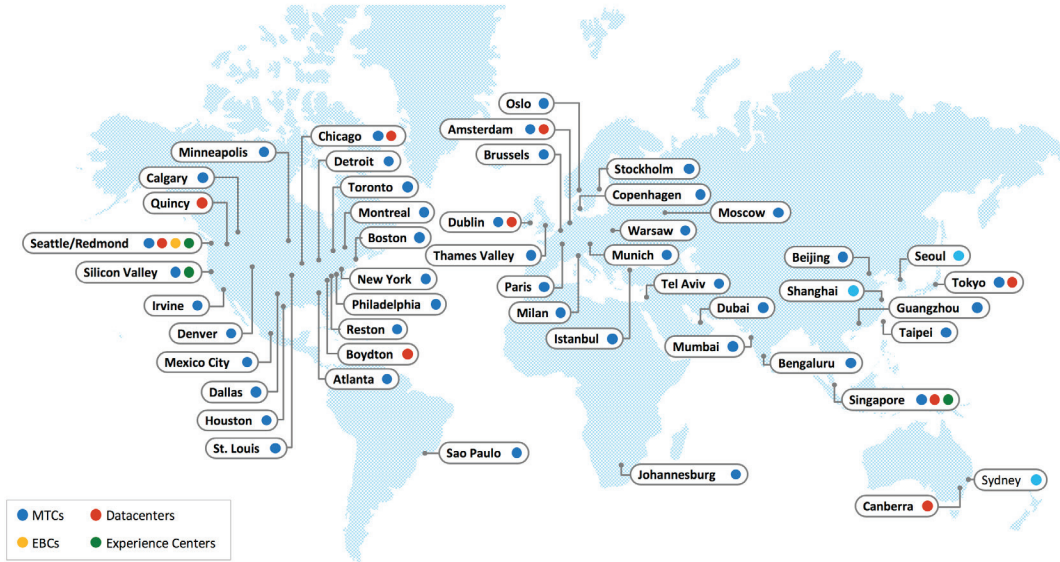 Oslo
Chicago
Amsterdam
Minneapolis
Detroit
Brussels
Stockholm
Calgary
Toronto
Copenhagen
Quincy
Montreal
Moscow
Dublin
Warsaw
Seattle/Redmond
Boston
Thames Valley
Munich
Beijing
Seoul
Silicon Valley
New York
Paris
Tel Aviv
Shanghai
Tokyo
Irvine
Philadelphia
Milan
Dubai
Guangzhou
Denver
Reston
Istanbul
Mumbai
Taipei
Mexico City
Boydton
Bengaluru
Dallas
Atlanta
Singapore
Houston
St. Louis
Sao Paulo
Johannesburg
Sydney
Canberra
MTCs
Datacenters
EBCs
Experience Centers